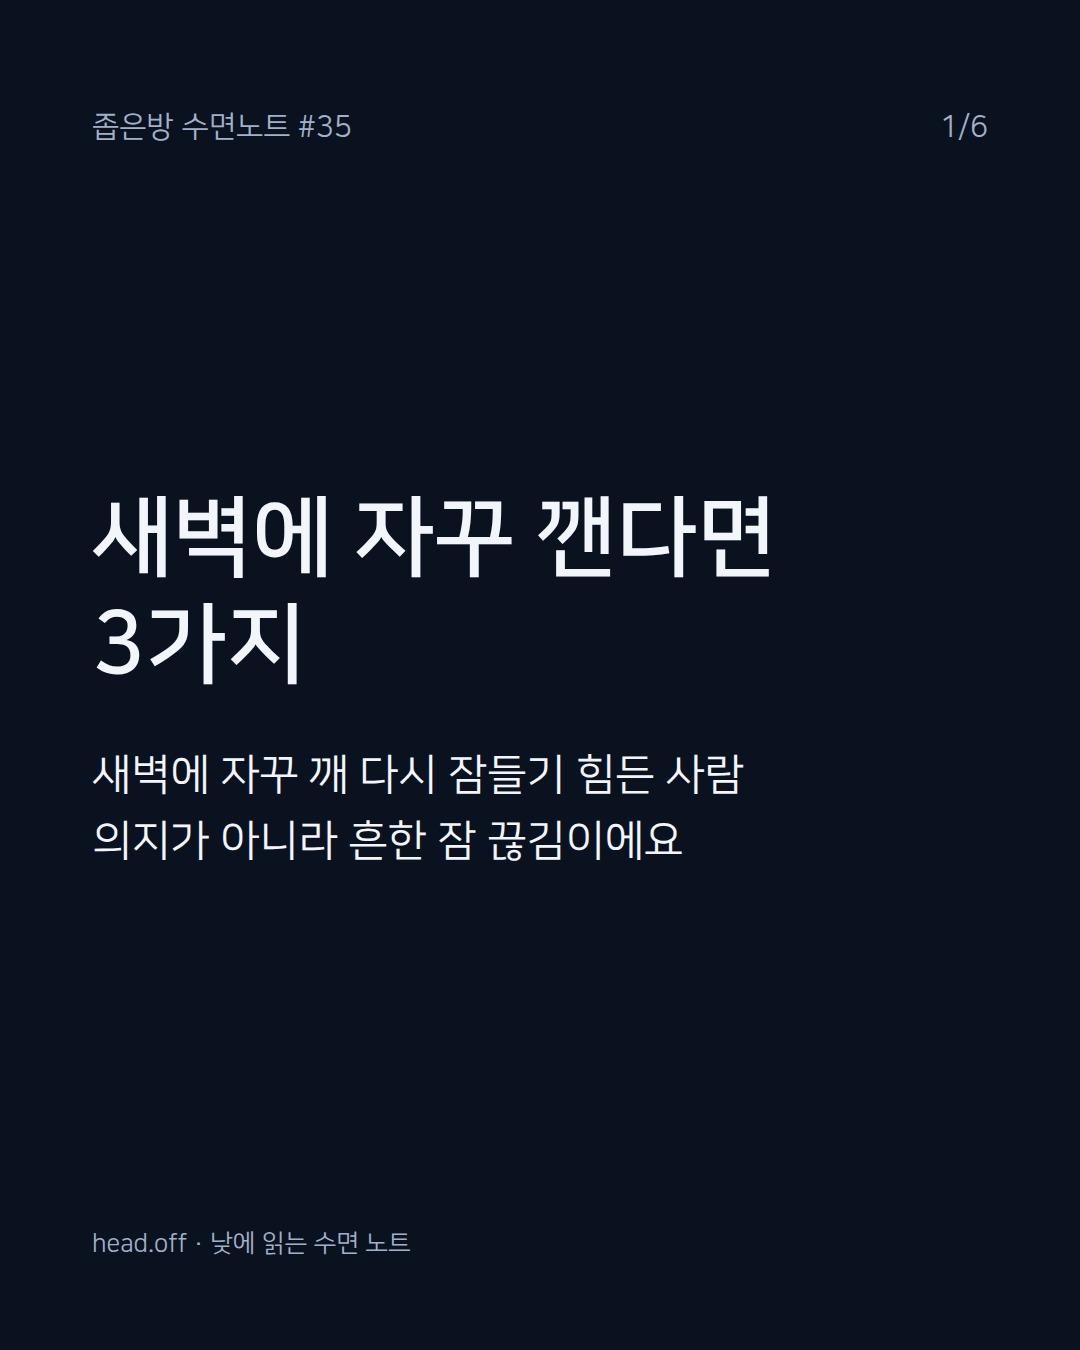 좁은방 수면노트 #35
1/6
새벽에 자꾸 깬다면
3가지
새벽에 자꾸 깨 다시 잠들기 힘든 사람
의지가 아니라 흔한 잠 끊김이에요
head.off · 낮에 읽는 수면 노트